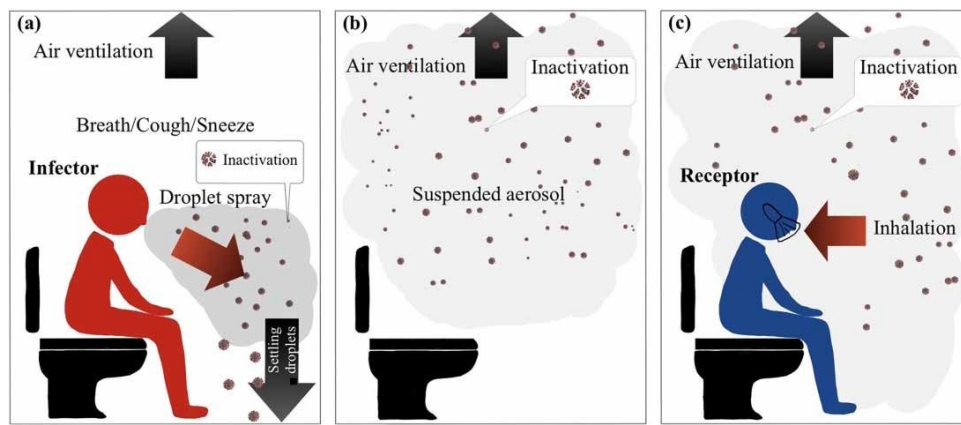 (a)
Air ventilation
Breath/Cough/Sneeze
Inactivation
Infector
Droplet spray
Settling
droplets
(b)
Air ventilation
Inactivation
Suspended aerosol
(c)
Air ventilation
Inactivation
Receptor
Inhalation